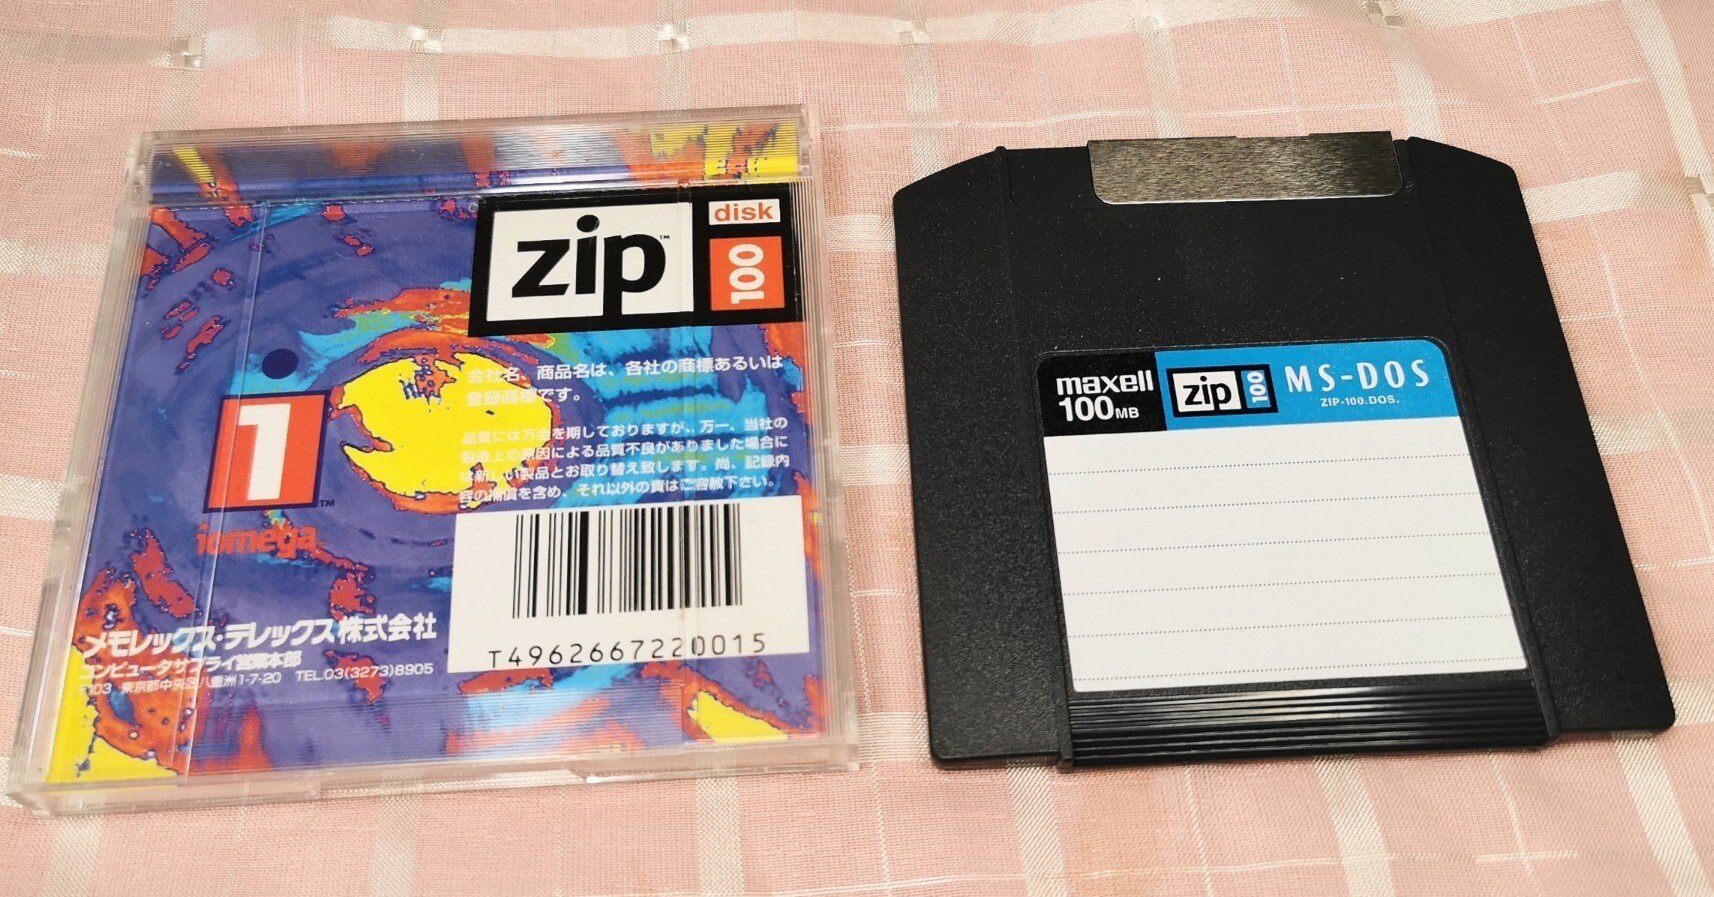 zip™
disk
100
会社名、商品名は、各社の商標あるいは
登録商標です。
品質には万全を期しておりますが、万一、当社の
製造上の原因による品質不良がありました場合に
は新しい製品とお取り替え致します。尚、記録内
容の補償を含め、それ以外の責はご容赦下さい。
1™
iomega
メモレックス・テレックス株式会社
コンピュータサプライ営業本部
〒103 東京都中央区八重洲1-7-20 TEL.03(3273)8905
T4962667220015
maxell
100MB
zip
100
MS-DOS
ZIP-100.DOS.